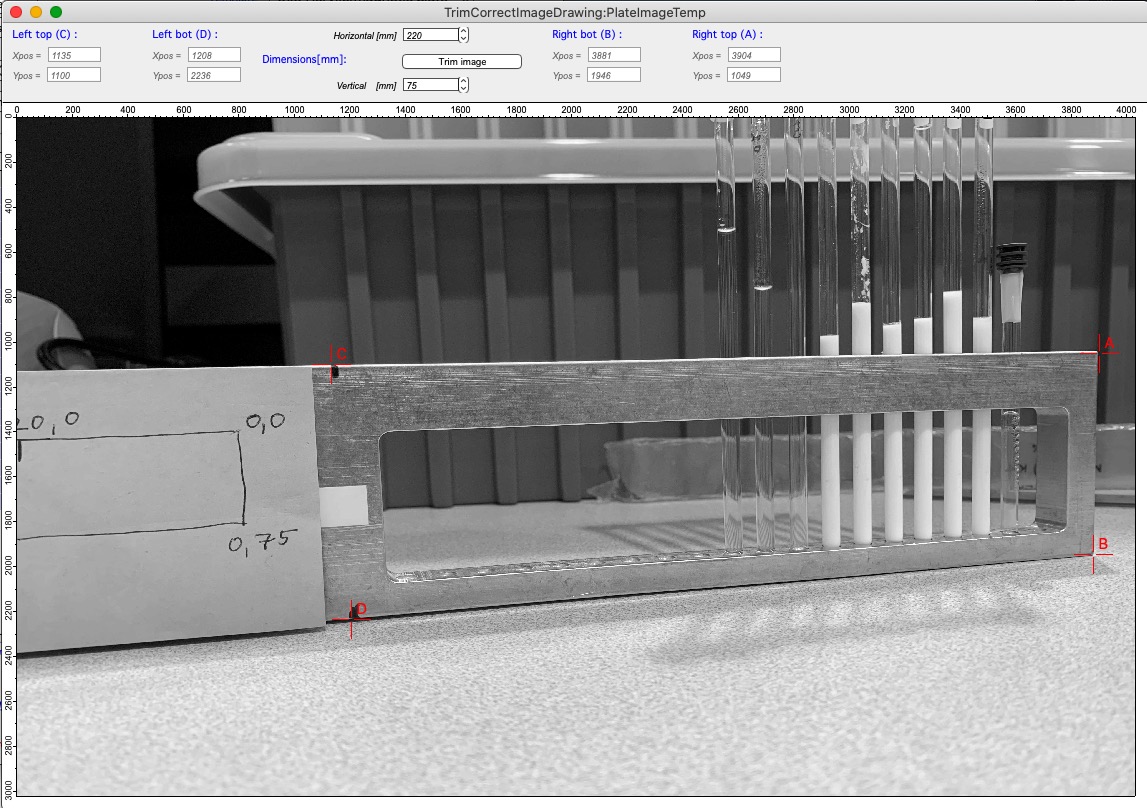 TrimCorrectImageDrawing:PlateImageTemp
Left top (C) :
Xpos = 1135
Ypos = 1100
Left bot (D) :
Xpos = 1208
Ypos = 2236
Dimensions[mm]:
Horizontal [mm] 220
Trim image
Vertical [mm] 75
Right bot (B) :
Xpos = 3881
Ypos = 1946
Right top (A) :
Xpos = 3904
Ypos = 1049
0 200 400 600 800 1000 1200 1400 1600 1800 2000 2200 2400 2600 2800 3000 3200 3400 3600 3800 4000
0
200
400
600
800
1000
1200
1400
1600
1800
2000
2200
2400
2600
2800
3000
C
A
0,0
0,0
0,75
B
D